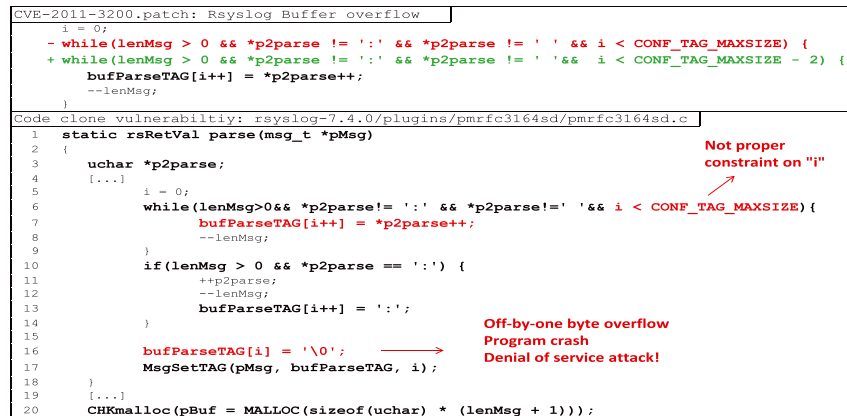 CVE-2011-3200.patch: Rsyslog Buffer overflow
i = 0;
- while(lenMsg > 0 && *p2parse != ':' && *p2parse != ' ' && i < CONF_TAG_MAXSIZE) {
+ while(lenMsg > 0 && *p2parse != ':' && *p2parse != ' '&& i < CONF_TAG_MAXSIZE - 2) {
bufParseTAG[i++] = *p2parse++;
--lenMsg;
}
Code clone vulnerabiltiy: rsyslog-7.4.0/plugins/pmrfc3164sd/pmrfc3164sd.c
1 static rsRetVal parse(msg_t *pMsg)
2 {
Not proper
constraint on "i"
3 uchar *p2parse;
4 [...]
5 i = 0;
6 while(lenMsg>0&& *p2parse!= ':' && *p2parse!=' '&& i < CONF_TAG_MAXSIZE){
7 bufParseTAG[i++] = *p2parse++;
8 --lenMsg;
9 }
10 if(lenMsg > 0 && *p2parse == ':') {
11 ++p2parse;
12 --lenMsg;
13 bufParseTAG[i++] = ':';
14 }
15
Off-by-one byte overflow
Program crash
Denial of service attack!
16 bufParseTAG[i] = '\0';
17 MsgSetTAG(pMsg, bufParseTAG, i);
18 }
19 [...]
20 CHKmalloc(pBuf = MALLOC(sizeof(uchar) * (lenMsg + 1)));